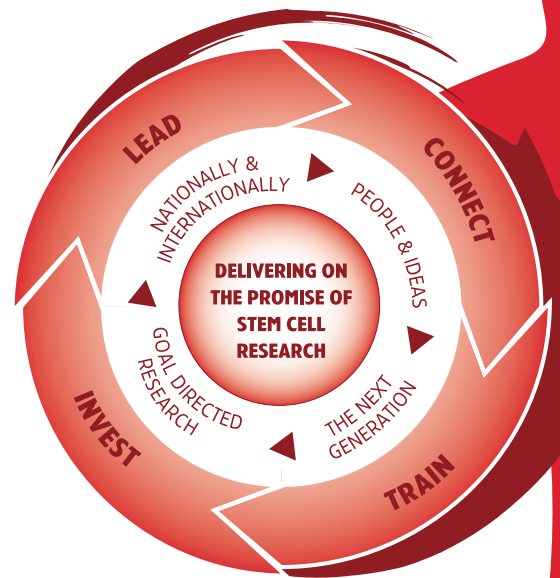 LEAD
NATIONALLY &
INTERNATIONALLY
CONNECT
PEOPLE & IDEAS
DELIVERING ON
THE PROMISE OF
STEM CELL
RESEARCH
TRAIN
THE NEXT
GENERATION
INVEST
GOAL DIRECTED
RESEARCH